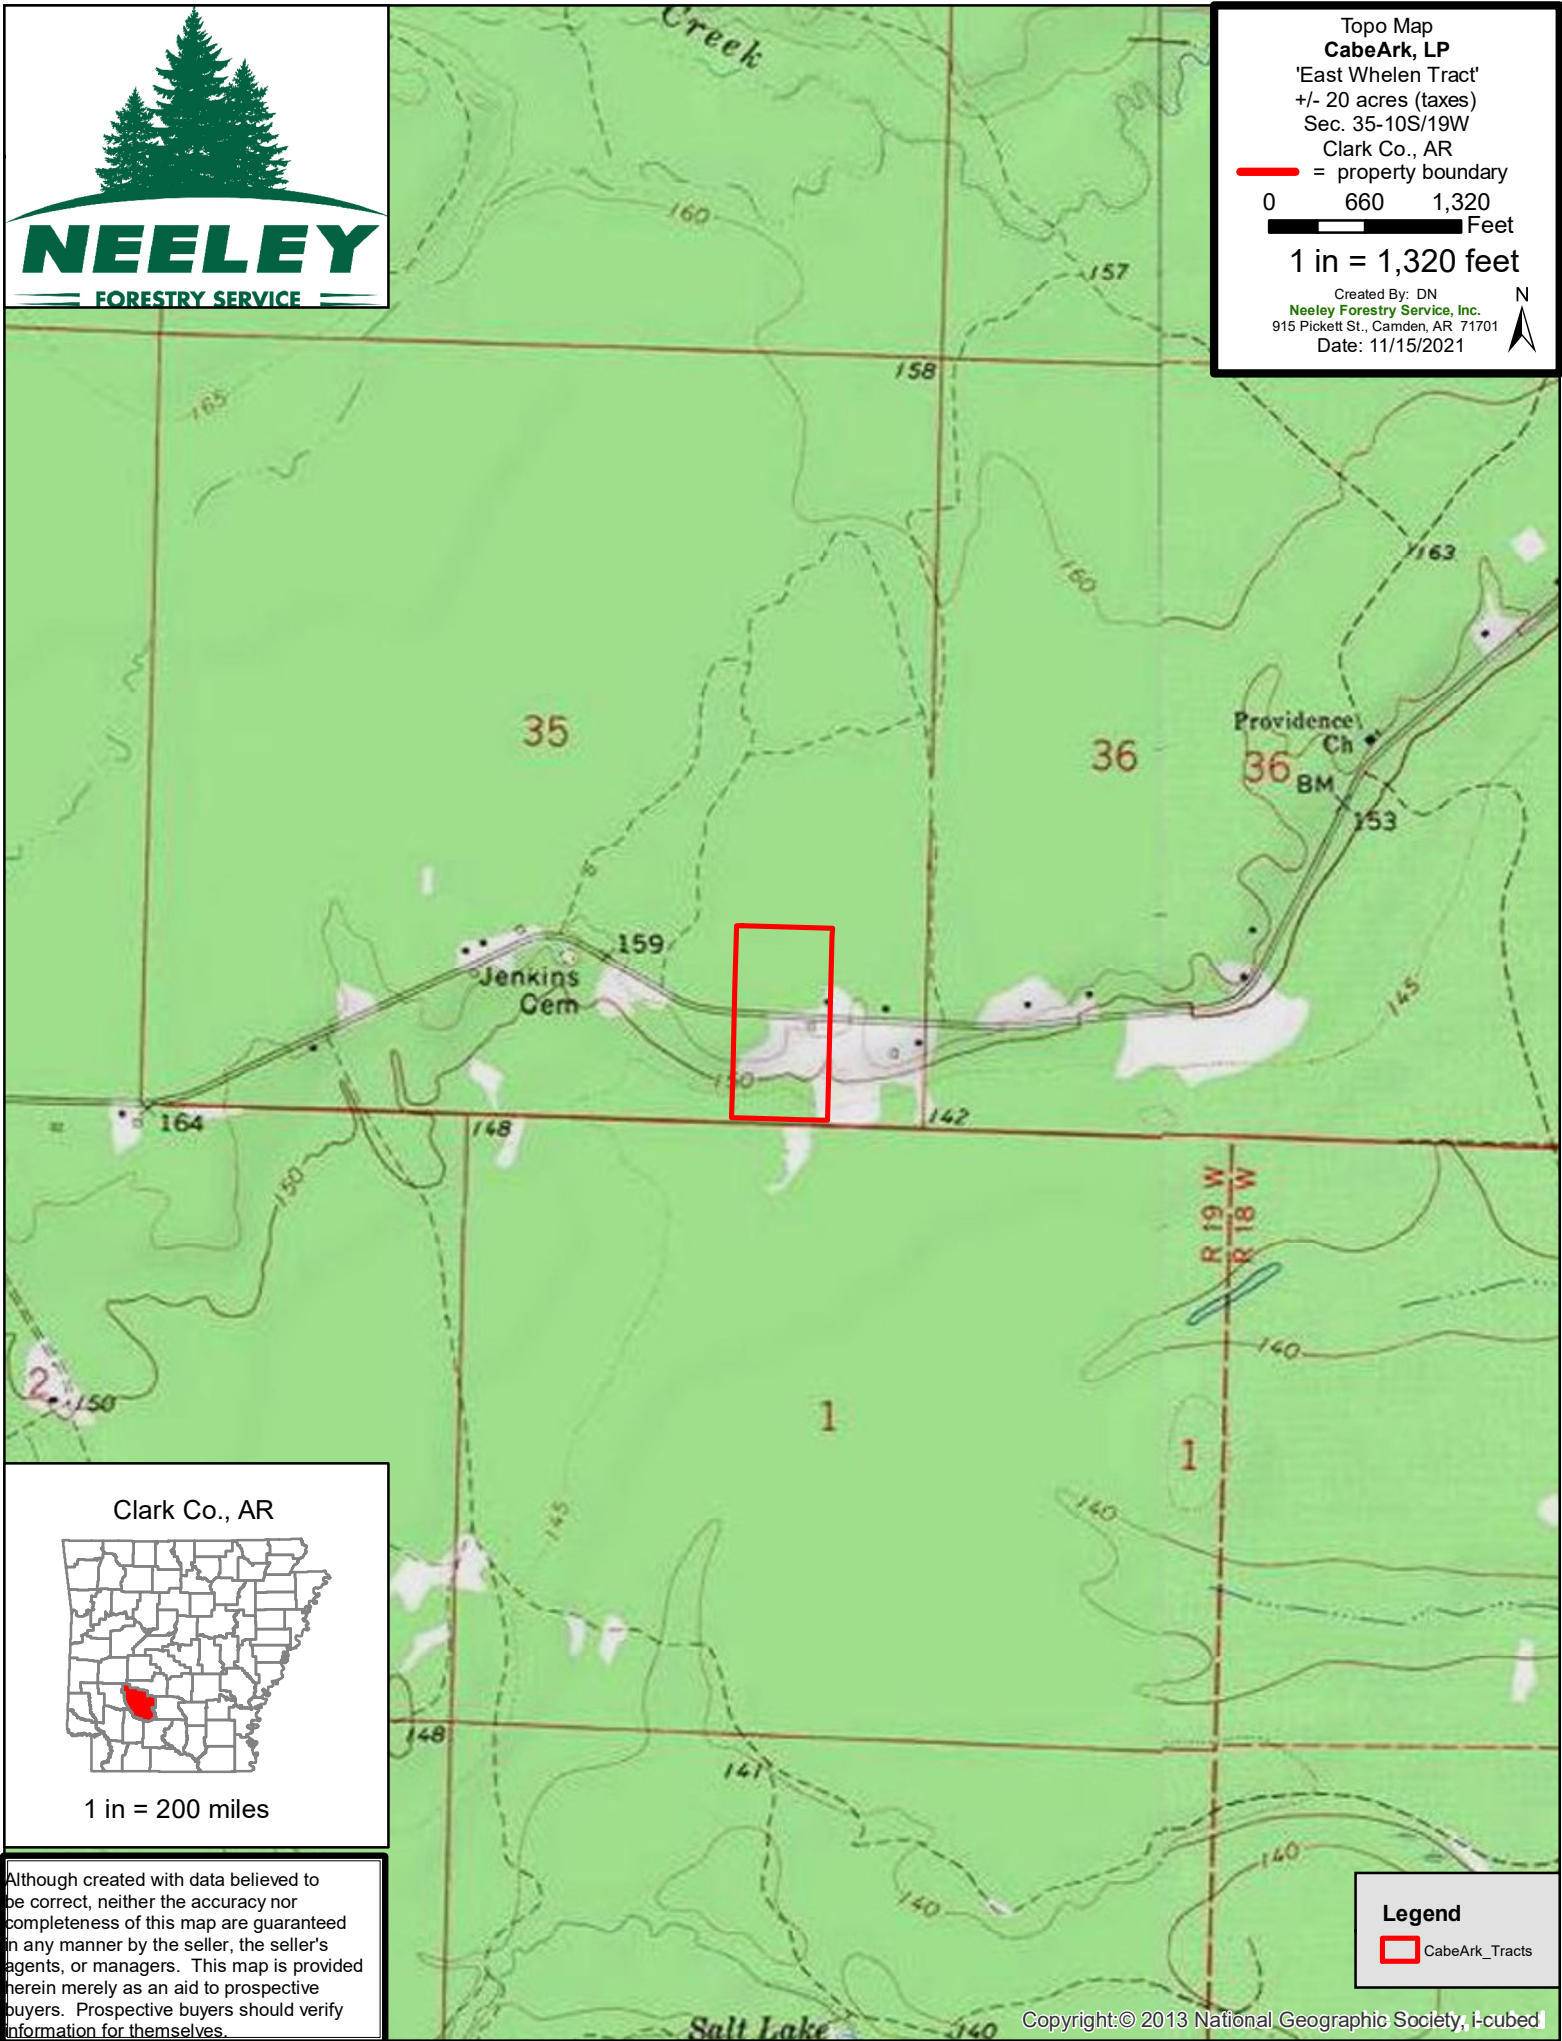 NEELEY
FORESTRY SERVICE
Topo Map
CabeArk, LP
'East Whelen Tract'
+/- 20 acres (taxes)
Sec. 35-10S/19W
Clark Co., AR
= property boundary
0 660 1,320
Feet
1 in = 1,320 feet
Created By: DN
Neeley Forestry Service, Inc.
915 Pickett St., Camden, AR 71701
Date: 11/15/2021
N
Creek
160
157
158
165
163
160
35
36
36
Providence
Ch
BM
153
159
Jenkins
Cem
145
150
164
148
142
150
R 19 W
R 18 W
140
2
150
1
1
145
140
148
141
140
140
Salt Lake
140
Clark Co., AR
1 in = 200 miles
Although created with data believed to
be correct, neither the accuracy nor
completeness of this map are guaranteed
in any manner by the seller, the seller's
agents, or managers. This map is provided
herein merely as an aid to prospective
buyers. Prospective buyers should verify
information for themselves.
Legend
CabeArk_Tracts
Copyright:© 2013 National Geographic Society, i-cubed